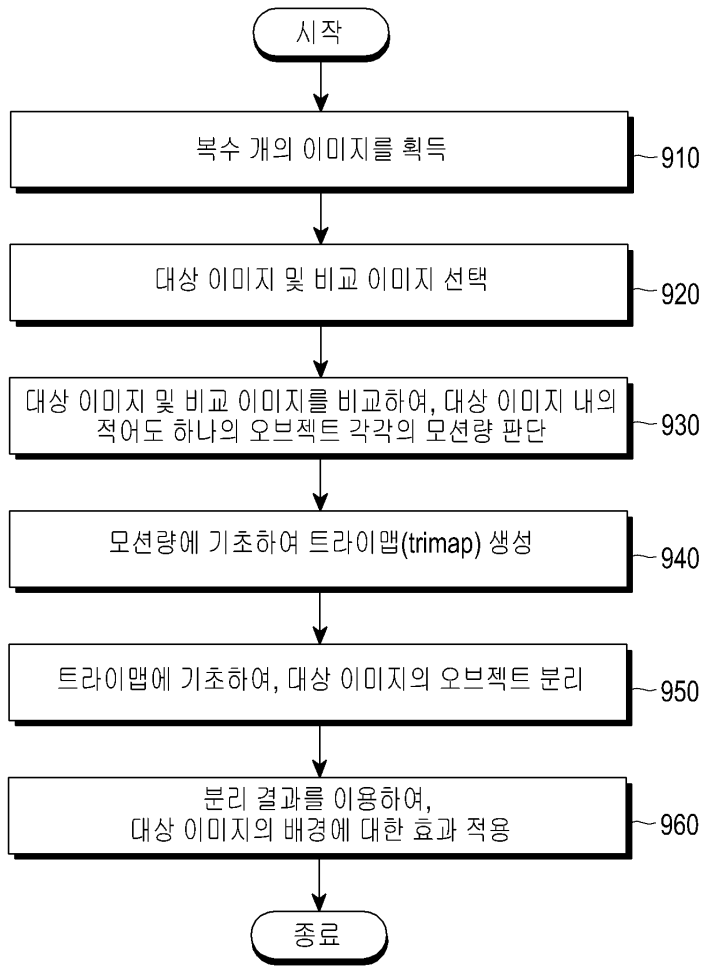 시작
복수 개의 이미지를 획득
910
대상 이미지 및 비교 이미지 선택
920
대상 이미지 및 비교 이미지를 비교하여, 대상 이미지 내의
적어도 하나의 오브젝트 각각의 모션량 판단
930
모션량에 기초하여 트라이맵(trimap) 생성
940
트라이맵에 기초하여, 대상 이미지의 오브젝트 분리
950
분리 결과를 이용하여,
대상 이미지의 배경에 대한 효과 적용
960
종료